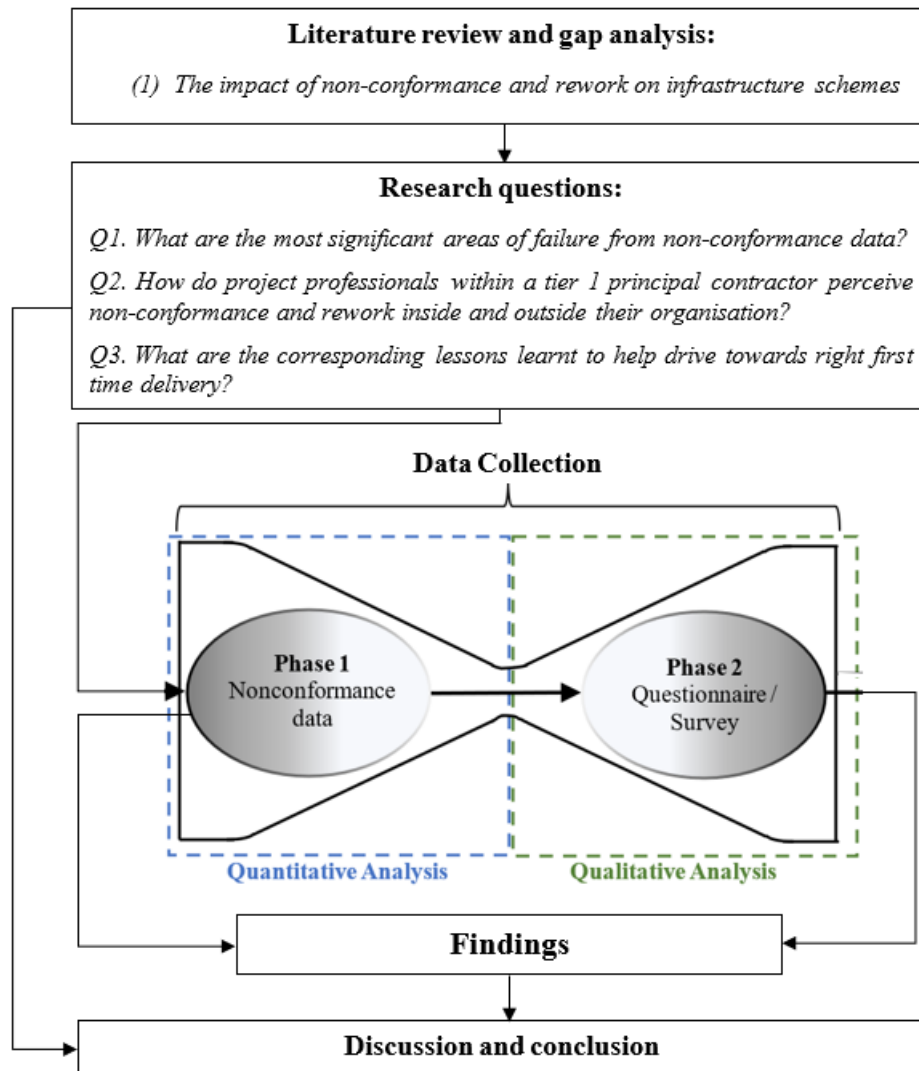 Literature review and gap analysis:
(1) The impact of non-conformance and rework on infrastructure schemes
Research questions:
Q1. What are the most significant areas of failure from non-conformance data?
Q2. How do project professionals within a tier 1 principal contractor perceive
non-conformance and rework inside and outside their organisation?
Q3. What are the corresponding lessons learnt to help drive towards right first
time delivery?
Data Collection
Phase 1
Nonconformance
data
Phase 2
Questionnaire /
Survey
Quantitative Analysis
Qualitative Analysis
Findings
Discussion and conclusion